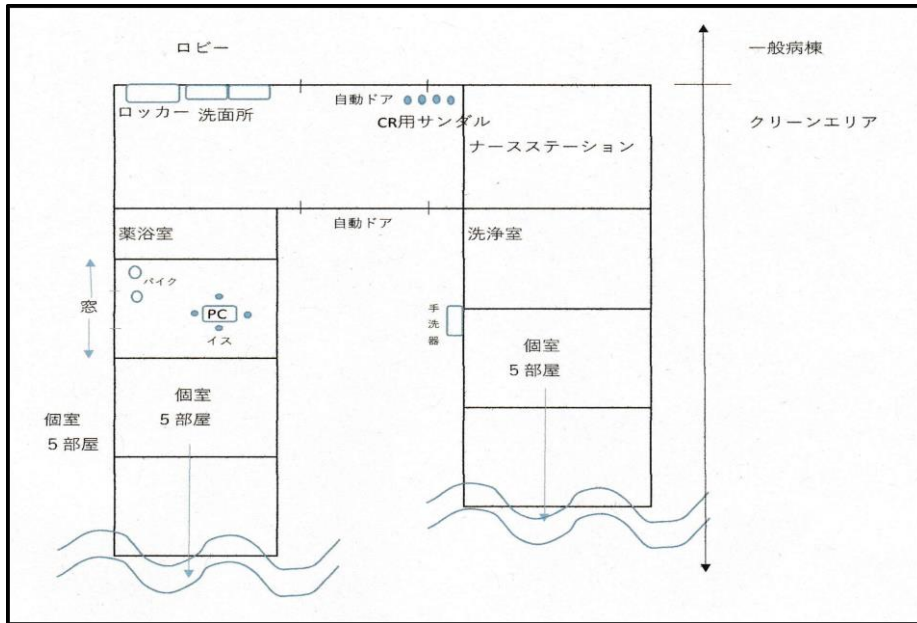 ロビー
一般病棟
自動ドア
ロッカー
洗面所
CR用サンダル
クリーンエリア
ナースステーション
薬浴室
自動ドア
洗浄室
バイク
窓
PC
イス
手洗器
個室
5部屋
個室
5部屋
個室
5部屋